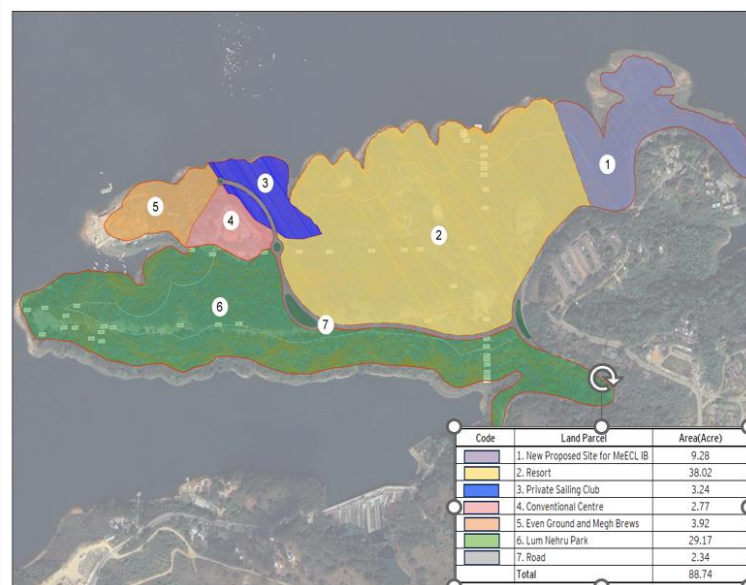 1
3
5
4
2
6
7
Code Land Parcel Area(Acre)
1. New Proposed Site for MeECL IB 9.28
2. Resort 38.02
3. Private Sailing Club 3.24
4. Conventional Centre 2.77
5. Even Ground and Megh Brews 3.92
6. Lum Nehru Park 29.17
7. Road 2.34
Total 88.74